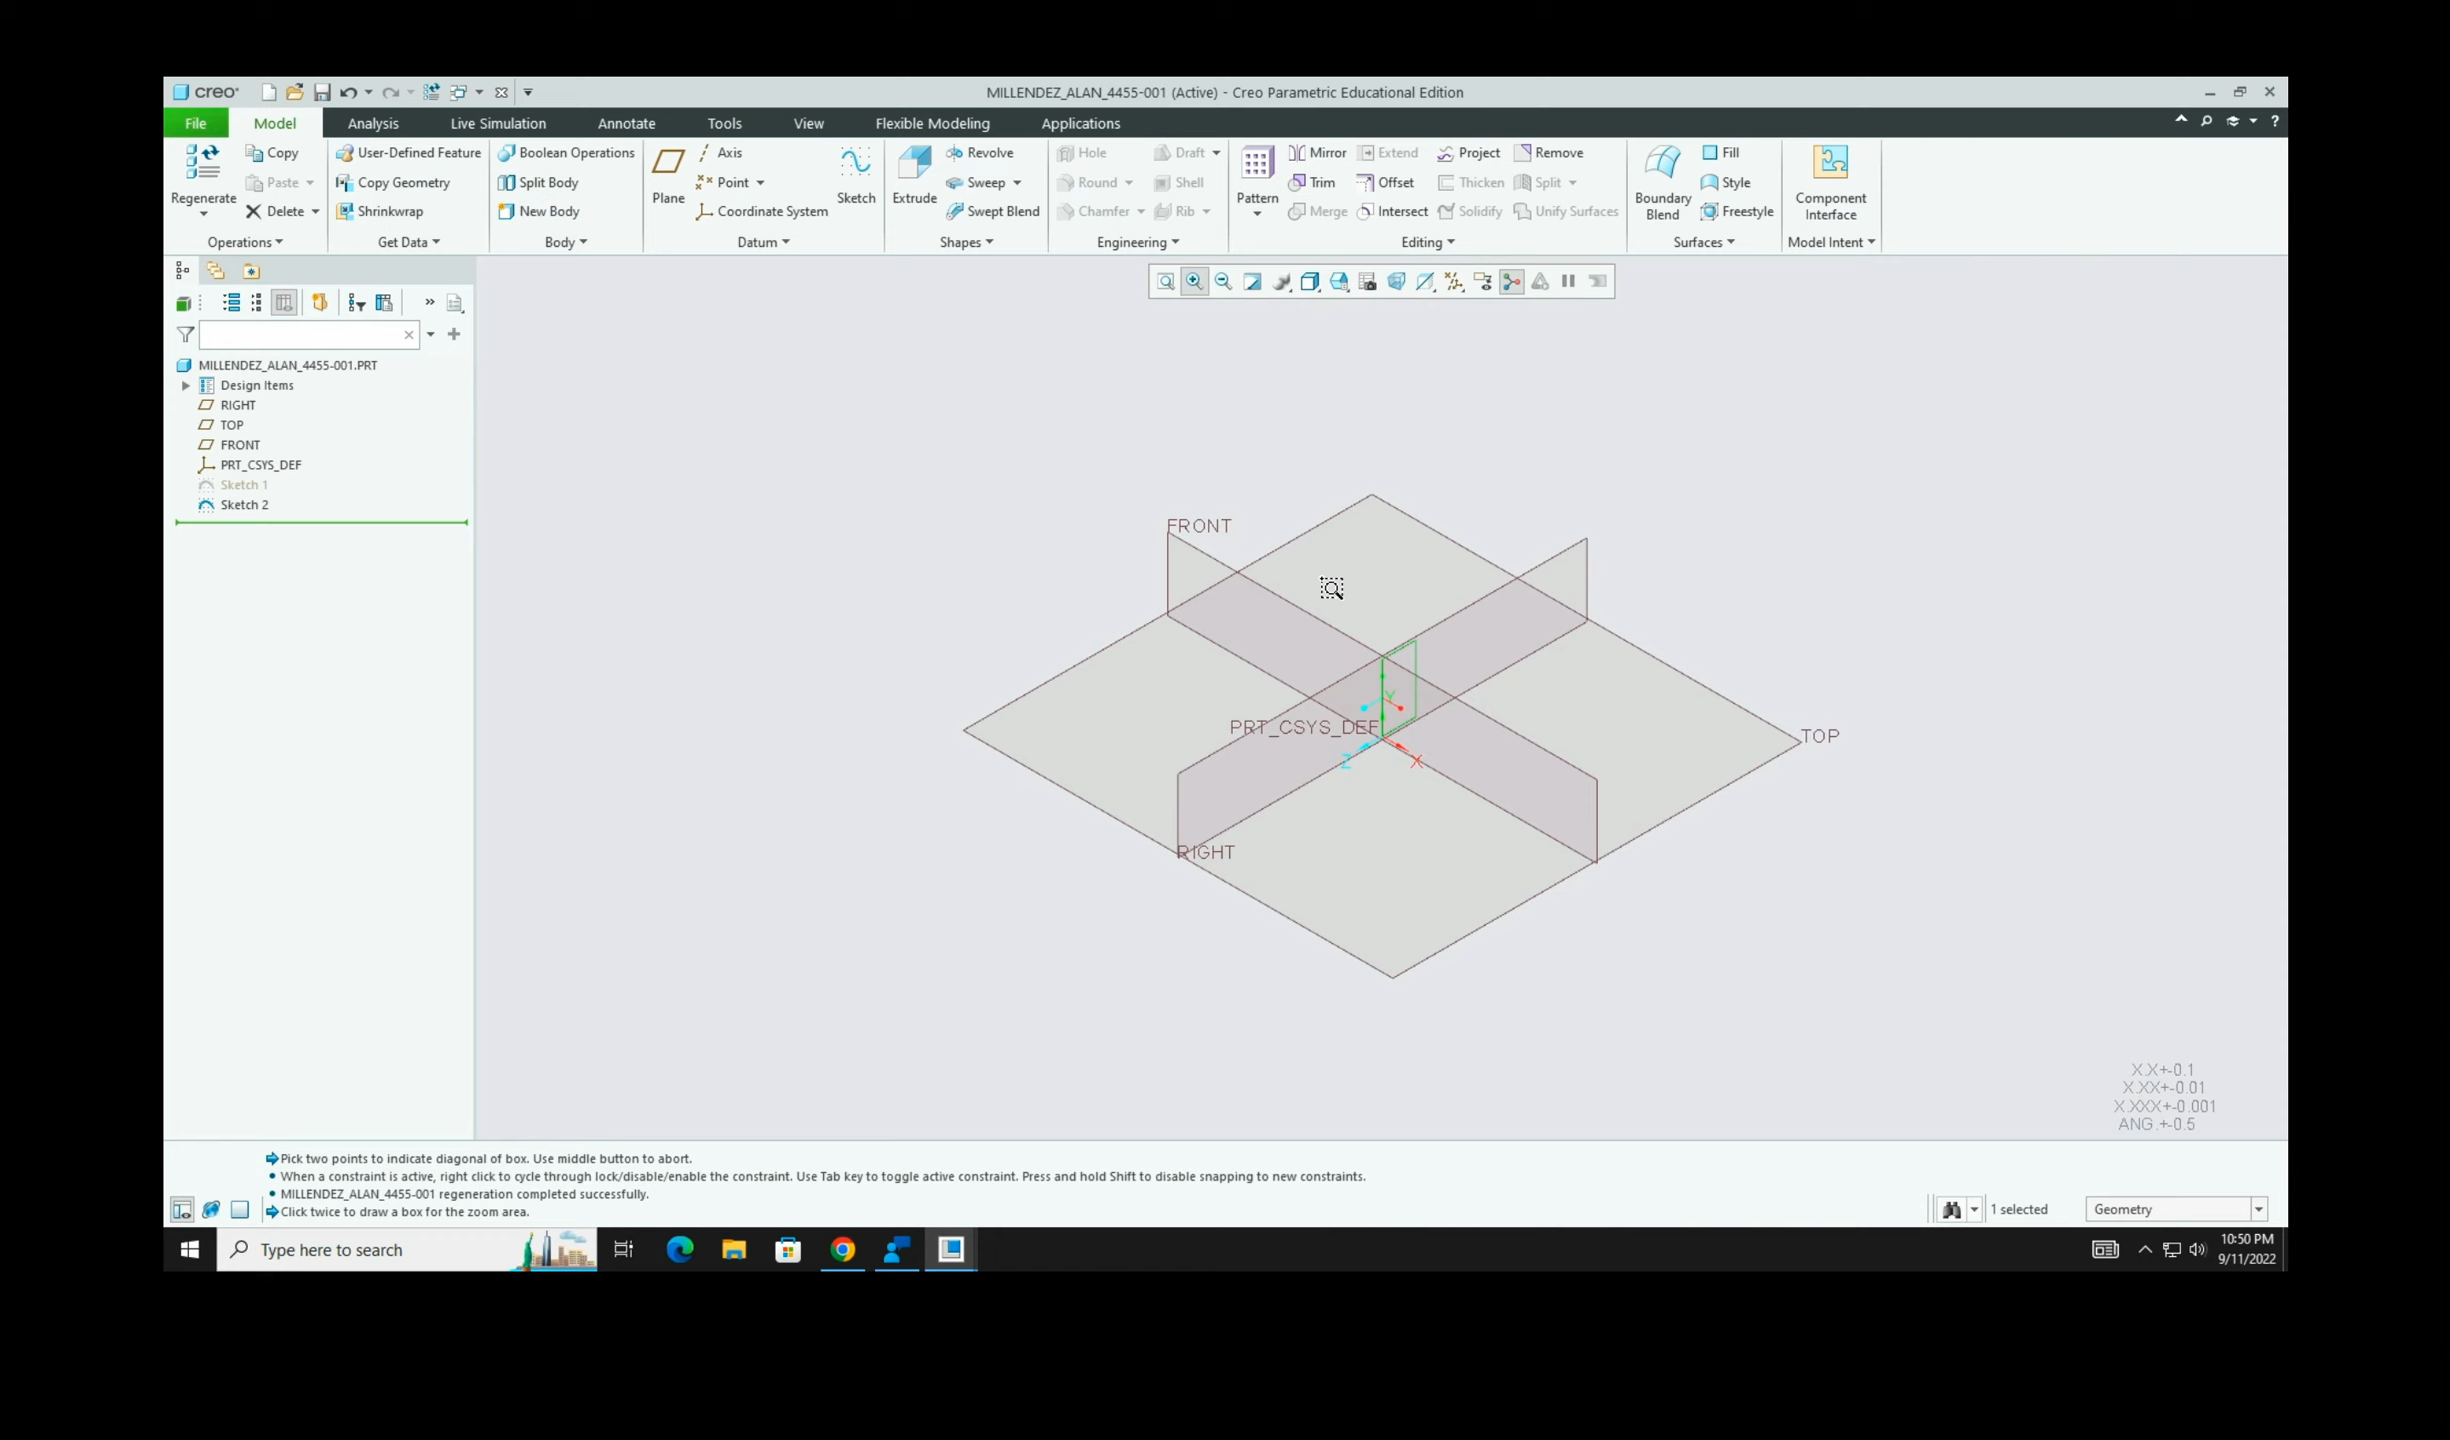 creo
MILLENDEZ_ALAN_4455-001 (Active) - Creo Parametric Educational Edition
File Model Analysis Live Simulation Annotate Tools View Flexible Modeling Applications
Regenerate Copy Paste Delete
Operations
User-Defined Feature
Copy Geometry
Shrinkwrap
Get Data
Boolean Operations
Split Body
New Body
Body
Plane Axis Point Coordinate System Sketch
Datum
Extrude Revolve Sweep Swept Blend
Shapes
Hole Draft
Round Shell
Chamfer Rib
Engineering
Pattern Mirror Extend Project Remove
Trim Offset Thicken Split
Merge Intersect Solidify Unify Surfaces
Editing
Boundary Blend Fill Style Freestyle
Surfaces
Component Interface
Model Intent
MILLENDEZ_ALAN_4455-001.PRT
Design Items
RIGHT
TOP
FRONT
PRT_CSYS_DEF
Sketch 1
Sketch 2
FRONT
Y
PRT_CSYS_DEF
TOP
Z
X
RIGHT
X.X+-0.1
X.XX+-0.01
X.XXX+-0.001
ANG.+-0.5
Pick two points to indicate diagonal of box. Use middle button to abort.
When a constraint is active, right click to cycle through lock/disable/enable the constraint. Use Tab key to toggle active constraint. Press and hold Shift to disable snapping to new constraints.
MILLENDEZ_ALAN_4455-001 regeneration completed successfully.
Click twice to draw a box for the zoom area.
1 selected
Geometry
Type here to search
10:50 PM
9/11/2022